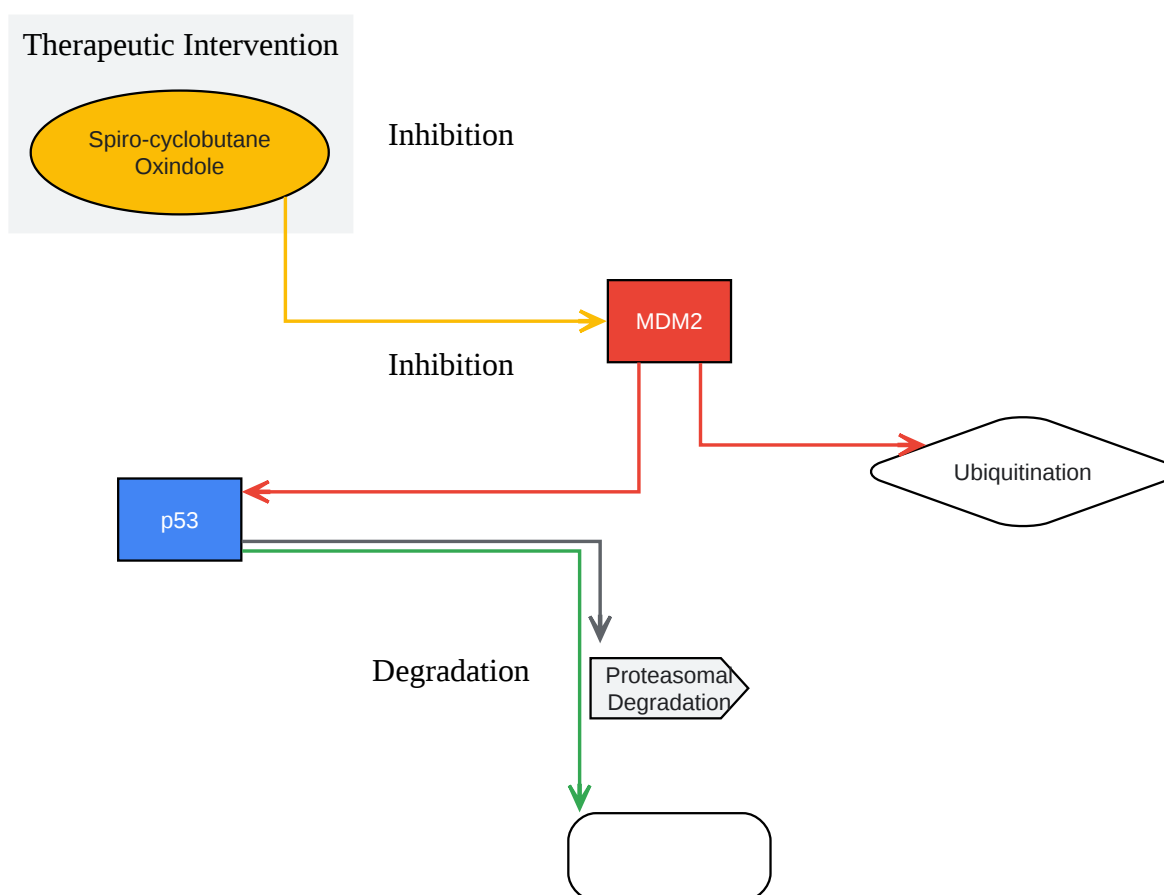 Therapeutic Intervention
Spiro-cyclobutane
Oxindole
Inhibition
MDM2
Inhibition
Ubiquitination
p53
Degradation
Proteasomal
Degradation